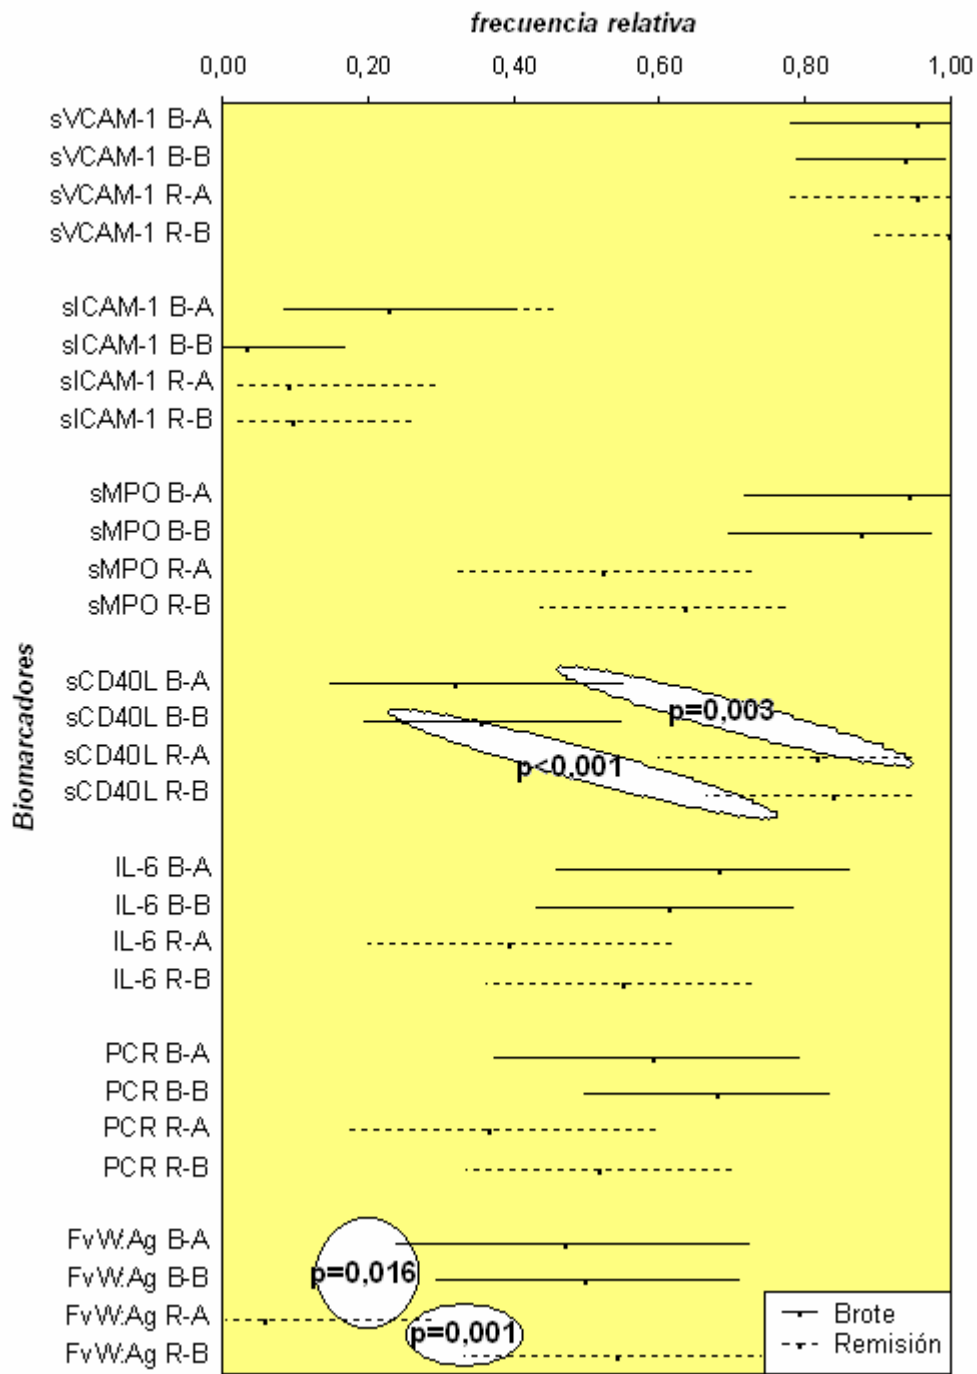 frecuencia relativa
0,00 0,20 0,40 0,60 0,80 1,00
Biomarcadores
sVCAM-1 B-A
sVCAM-1 B-B
sVCAM-1 R-A
sVCAM-1 R-B
sICAM-1 B-A
sICAM-1 B-B
sICAM-1 R-A
sICAM-1 R-B
sMPO B-A
sMPO B-B
sMPO R-A
sMPO R-B
sCD40L B-A
sCD40L B-B
p=0,003
sCD40L R-A
p<0,001
sCD40L R-B
IL-6 B-A
IL-6 B-B
IL-6 R-A
IL-6 R-B
PCR B-A
PCR B-B
PCR R-A
PCR R-B
FvW.Ag B-A
FvW.Ag B-B
p=0,016
FvW.Ag R-A
p=0,001
FvW.Ag R-B
Brote
Remisión